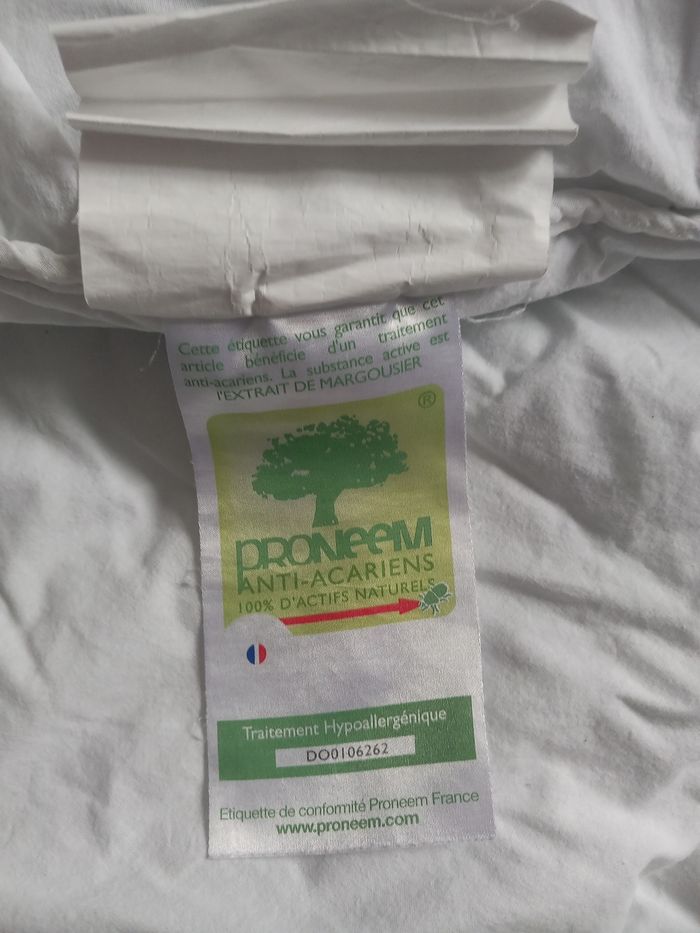 Cette étiquette vous garantit que cet
article bénéficie d'un traitement
anti-acariens. La substance active est
l'EXTRAIT DE MARGOUSIER
®
PRONEEM
ANTI-ACARIENS
100% D'ACTIFS NATURELS
Traitement Hypoallergénique
DO0106262
Etiquette de conformité Proneem France
www.proneem.com